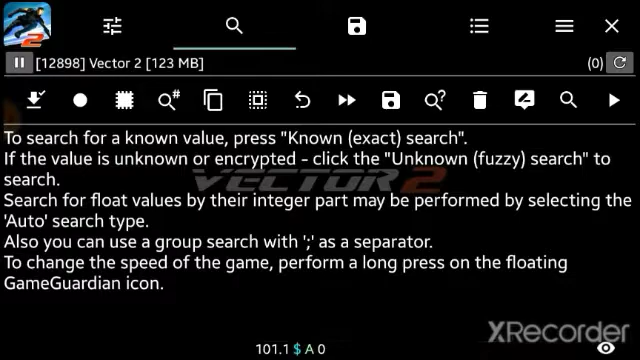 2
[12898] Vector 2 [123 MB]
(0)
#
?
To search for a known value, press "Known (exact) search".
If the value is unknown or encrypted - click the "Unknown (fuzzy) search" to
search.
VECTOR 2
Search for float values by their integer part may be performed by selecting the
'Auto' search type.
Also you can use a group search with ';' as a separator.
To change the speed of the game, perform a long press on the floating
GameGuardian icon.
XRecorder
101.1 $ A 0